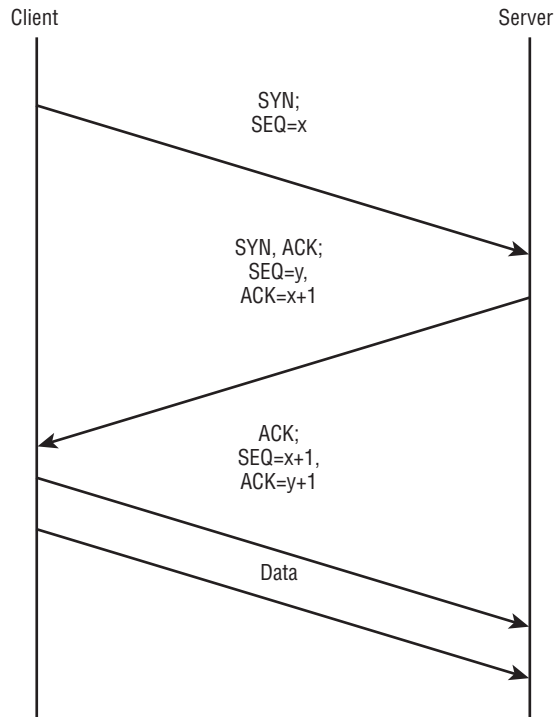 Client
Server
SYN;
SEQ=x
SYN, ACK;
SEQ=y,
ACK=x+1
ACK;
SEQ=x+1,
ACK=y+1
Data